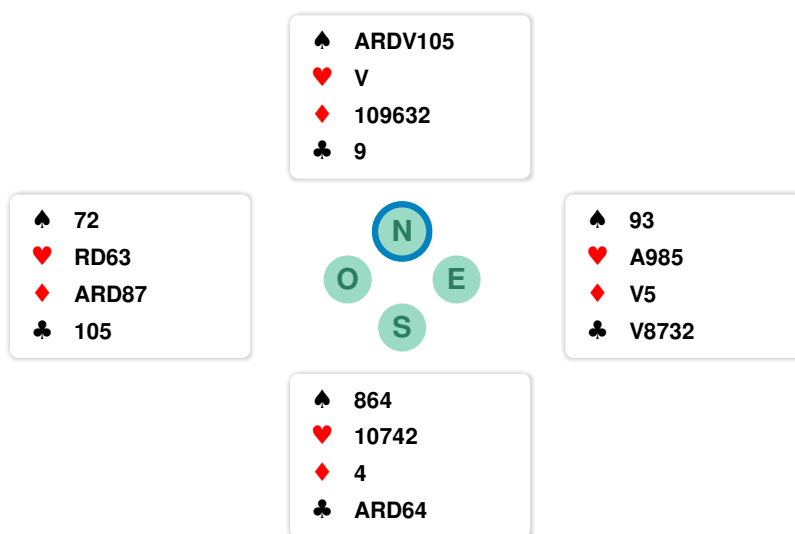 ♠ ARDV105
♥ V
♦ 109632
♣ 9
♠ 72
♥ RD63
♦ ARD87
♣ 105
N
O
E
S
♠ 93
♥ A985
♦ V5
♣ V8732
♠ 864
♥ 10742
♦ 4
♣ ARD64